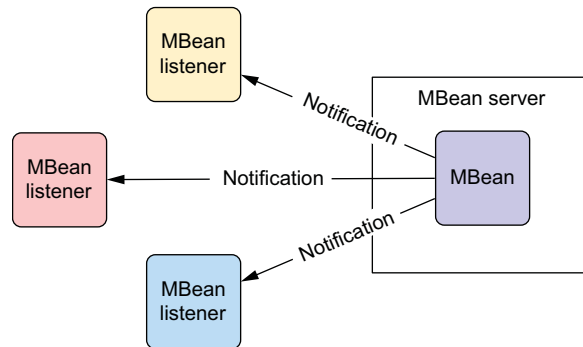 MBean
listener
Notification
MBean server
MBean
listener
Notification
MBean
Notification
MBean
listener